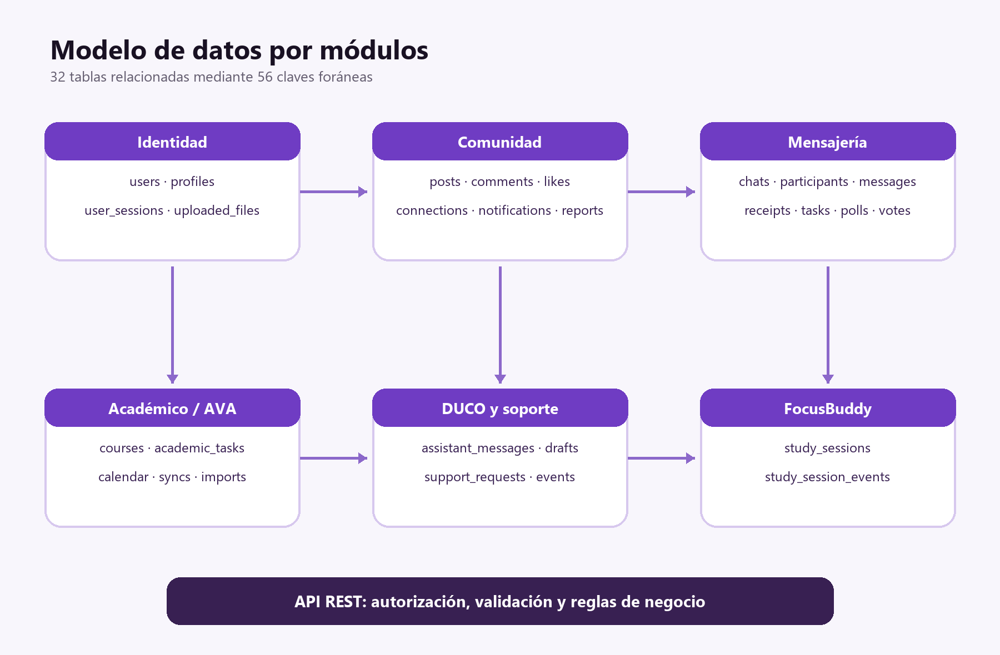 Modelo de datos por módulos
32 tablas relacionadas mediante 56 claves foráneas
Identidad
users · profiles
user_sessions · uploaded_files
Comunidad
posts · comments · likes
connections · notifications · reports
Mensajería
chats · participants · messages
receipts · tasks · polls · votes
Académico / AVA
courses · academic_tasks
calendar · syncs · imports
DUCO y soporte
assistant_messages · drafts
support_requests · events
FocusBuddy
study_sessions
study_session_events
API REST: autorización, validación y reglas de negocio